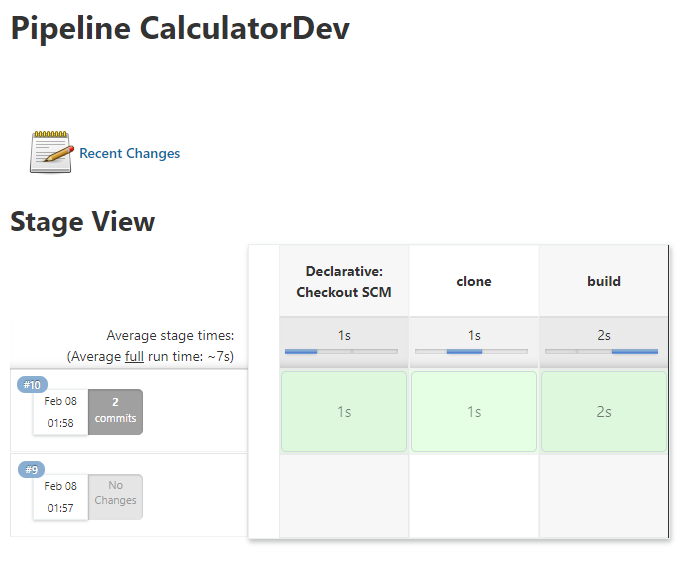 Pipeline CalculatorDev
Recent Changes
Stage View
Declarative:
Checkout SCM
clone
build
Average stage times:
(Average full run time: ~7s)
1s
1s
2s
#10
Feb 08
01:58
2
commits
1s
1s
2s
#9
Feb 08
01:57
No
Changes